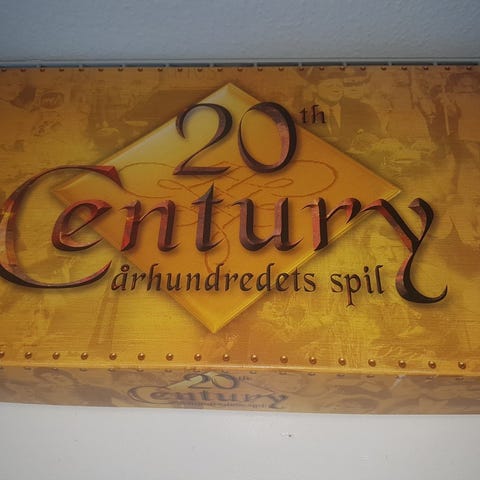 20th
Century
århundredets spil
20th
Century
århundredets spil